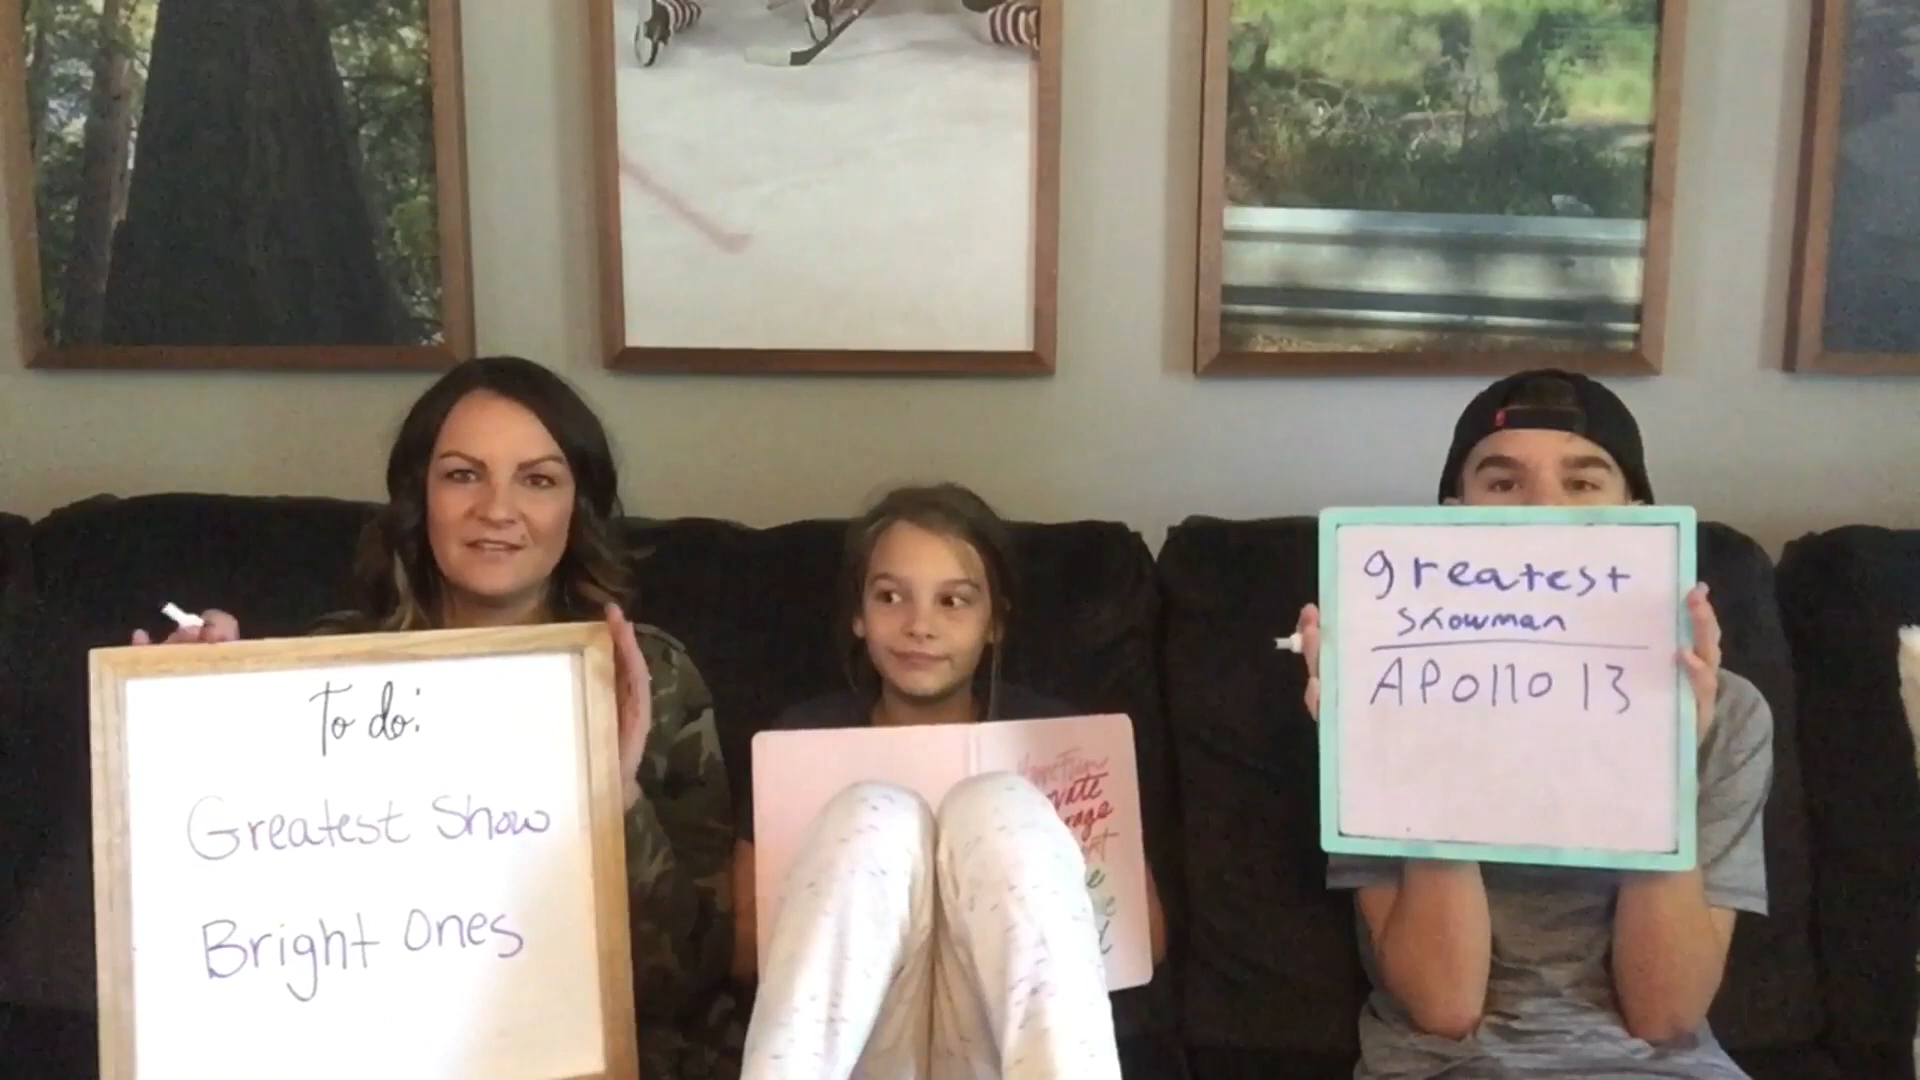 To do:
Greatest Show
Bright Ones
greatest
showman
APollo 13